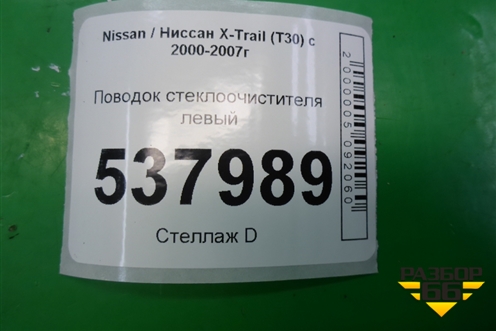 Nissan / Ниссан X-Trail (T30) с
2000-2007г
Поводок стеклоочистителя
левый
537989
Стеллаж D
2000005092060
РАЗБОР
66